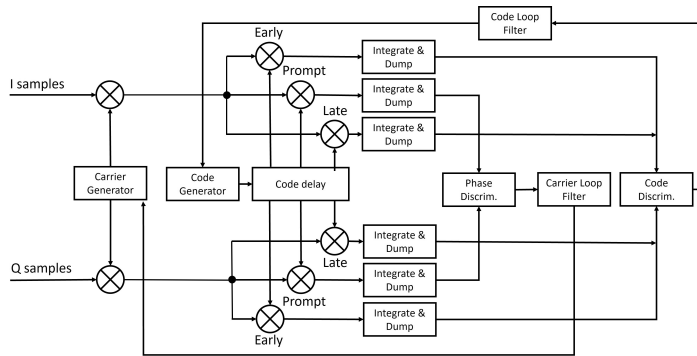 Code Loop
Filter
Early
Integrate &
Dump
Prompt
I samples
Integrate &
Dump
Late
Integrate &
Dump
Carrier
Generator
Code
Generator
Code delay
Phase
Discrim.
Carrier Loop
Filter
Code
Discrim.
Integrate &
Dump
Late
Q samples
Integrate &
Dump
Prompt
Integrate &
Dump
Early